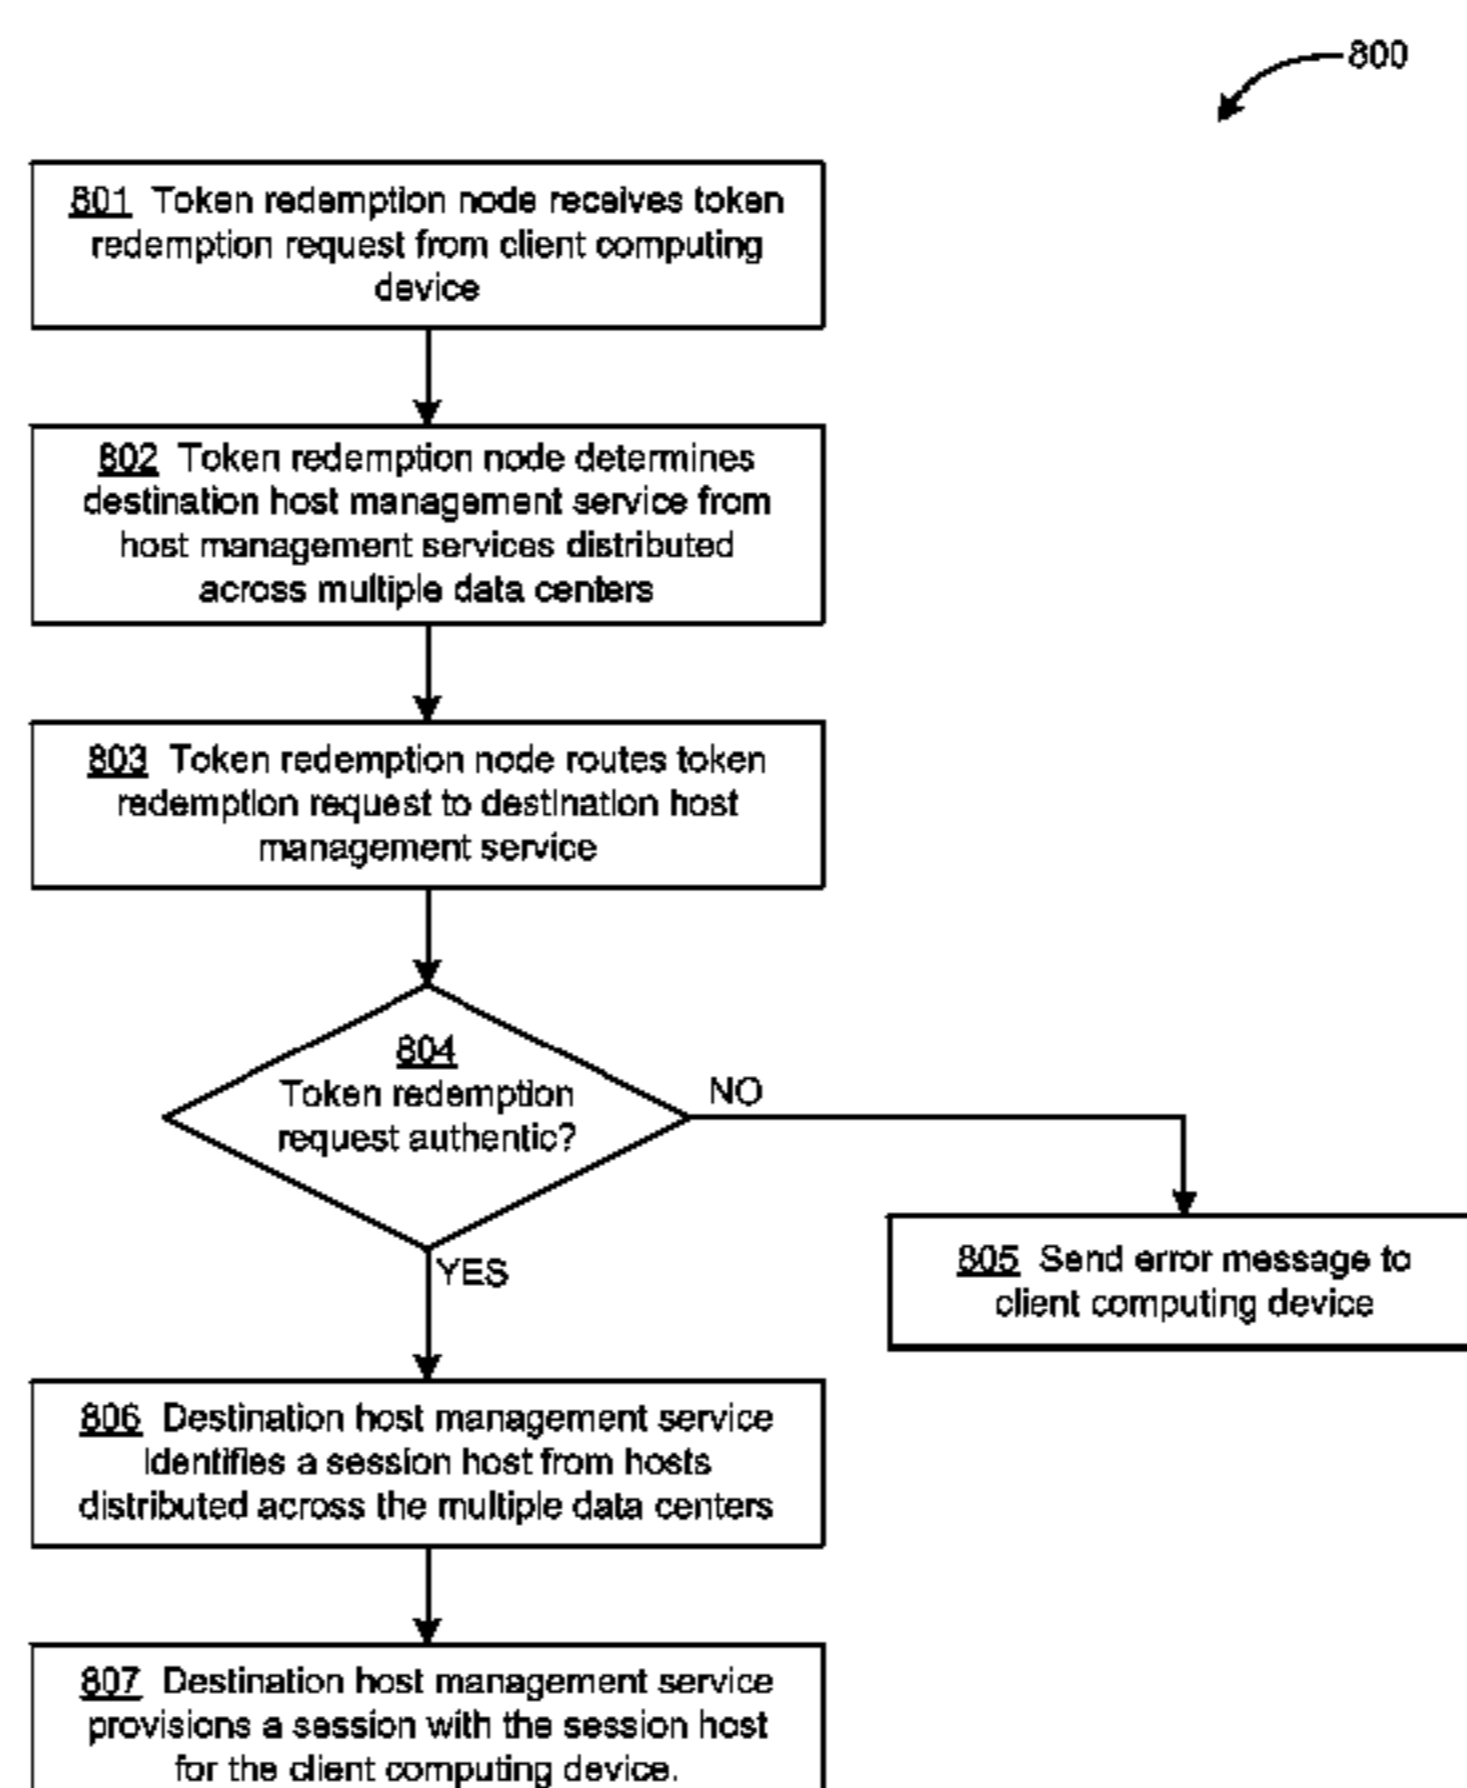 800
801 Token redemption node receives token
redemption request from client computing
device
802 Token redemption node determines
destination host management service from
host management services distributed
across multiple data centers
803 Token redemption node routes token
redemption request to destination host
management service
804
Token redemption
request authentic?
NO
YES
805 Send error message to
client computing device
806 Destination host management service
identifies a session host from hosts
distributed across the multiple data centers
807 Destination host management service
provisions a session with the session host
for the client computing device.